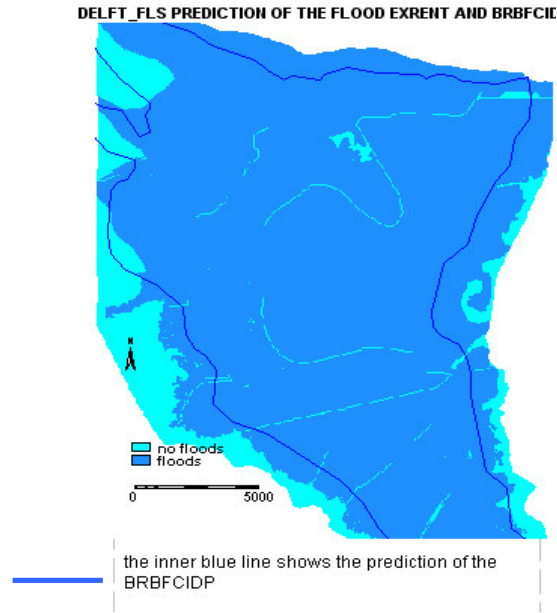 DELFT_FLS PREDICTION OF THE FLOOD EXRENT AND BRBFCID
N
no floods
floods
0 5000
the inner blue line shows the prediction of the
BRBFCIDP